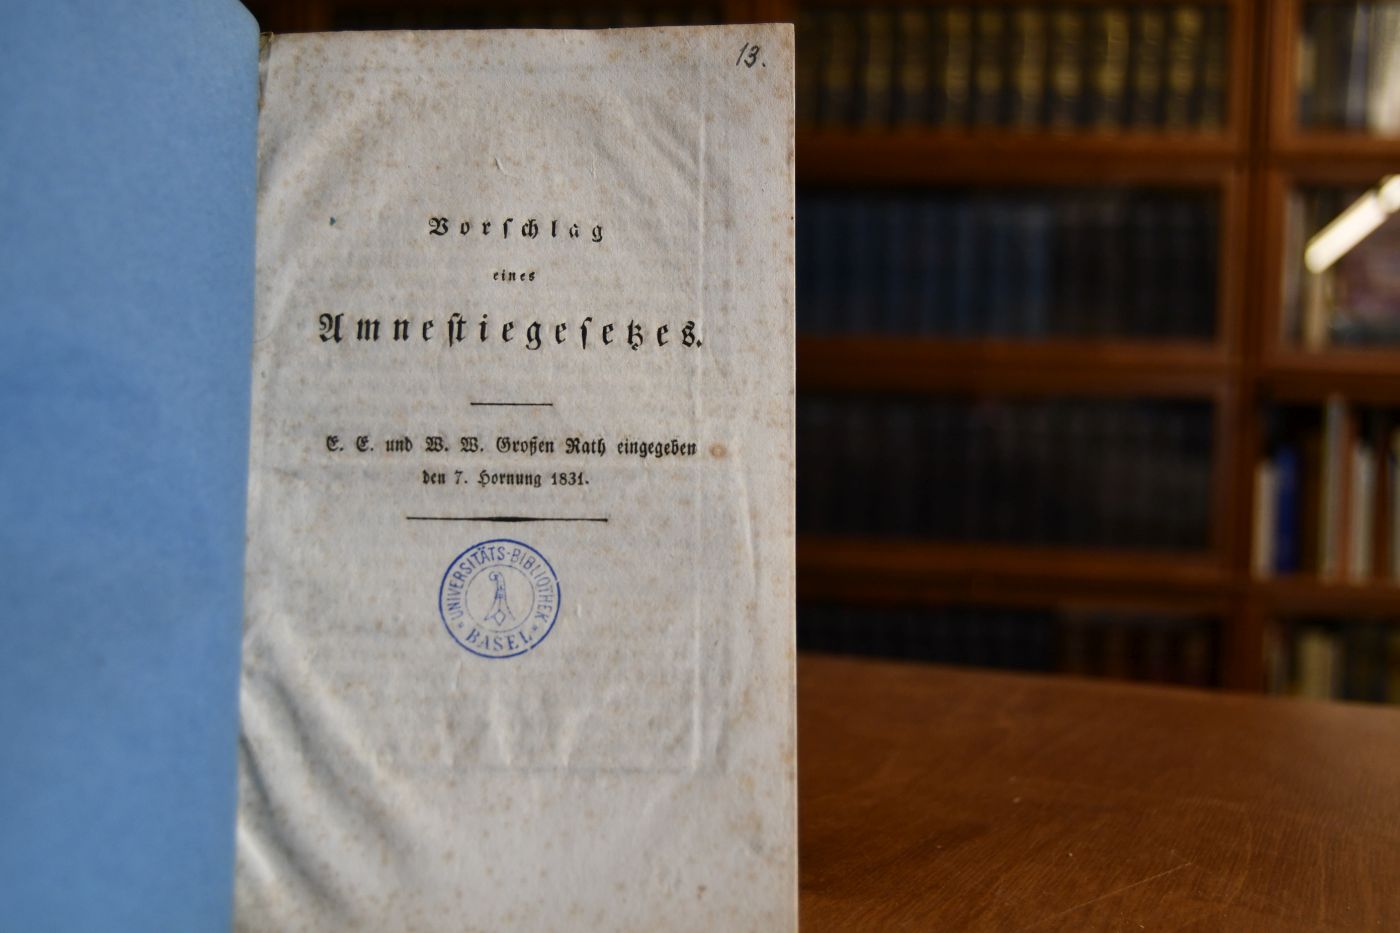 13.
Vorſchlag
eines
Amneſtiegeſetzes.
E. E. und W. W. Großen Rath eingegeben
den 7. Hornung 1831.
UNIVERSITÄTS-BIBLIOTHEK
* BASEL *